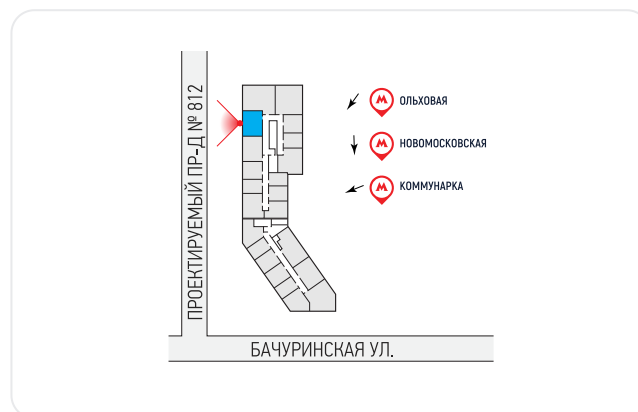 ПРОЕКТИРУЕМЫЙ ПР-Д № 812
М ОЛЬХОВАЯ
М НОВОМОСКОВСКАЯ
М КОММУНАРКА
БАЧУРИНСКАЯ УЛ.